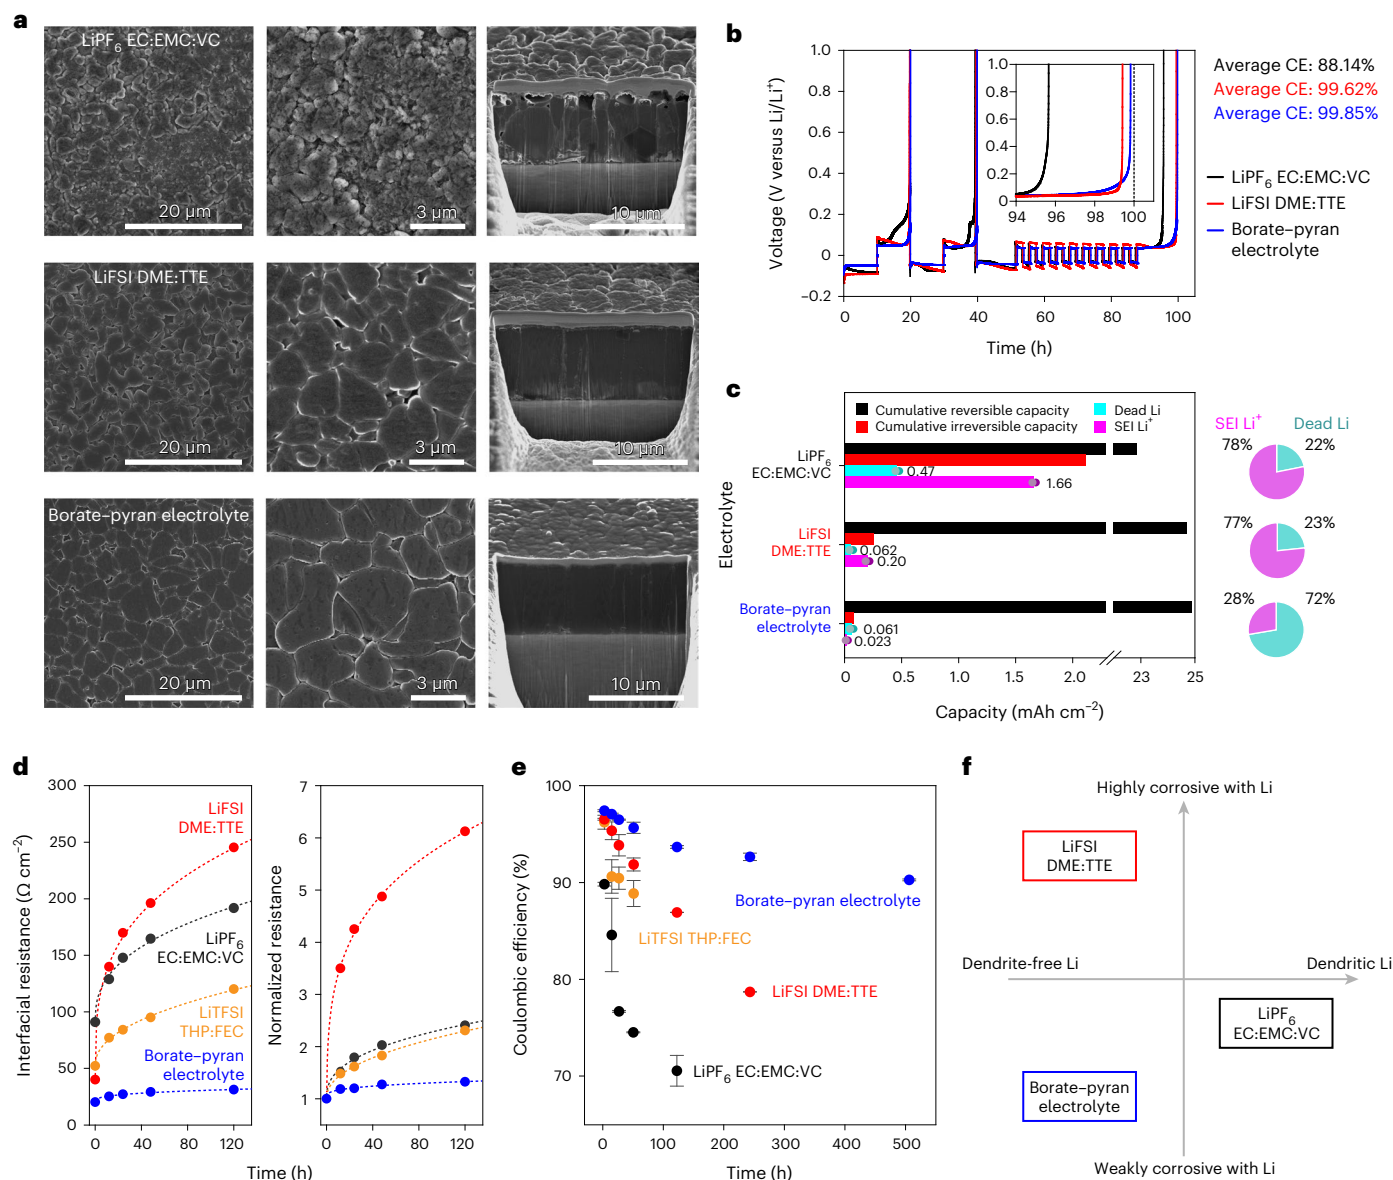 a
LiPF6 EC:EMC:VC
20 µm
3 µm
10 µm
LiFSI DME:TTE
20 µm
3 µm
10 µm
Borate–pyran electrolyte
20 µm
3 µm
10 µm
b
Voltage (V versus Li/Li+)
1.0
0.8
0.6
0.4
0.2
0
−0.2
0 20 40 60 80 100
Time (h)
1.0
0.8
0.6
0.4
0.2
0
94 96 98 100
Average CE: 88.14%
Average CE: 99.62%
Average CE: 99.85%
LiPF6 EC:EMC:VC
LiFSI DME:TTE
Borate–pyran
electrolyte
c
Electrolyte
Cumulative reversible capacity
Cumulative irreversible capacity
Dead Li
SEI Li+
LiPF6
EC:EMC:VC
0.47
1.66
LiFSI
DME:TTE
0.062
0.20
Borate–pyran
electrolyte
0.061
0.023
0 0.5 1.0 1.5 2.0 23 25
Capacity (mAh cm−2)
SEI Li+ Dead Li
78% 22%
77% 23%
28% 72%
d
Interfacial resistance (Ω cm−2)
300
250
200
150
100
50
0
LiFSI
DME:TTE
LiPF6
EC:EMC:VC
LiTFSI
THP:FEC
Borate–pyran
electrolyte
0 40 80 120
Normalized resistance
7
6
5
4
3
2
1
0 40 80 120
Time (h)
e
Coulombic efficiency (%)
100
90
80
70
Borate–pyran electrolyte
LiTFSI THP:FEC
LiFSI DME:TTE
LiPF6 EC:EMC:VC
0 100 200 300 400 500
Time (h)
f
Highly corrosive with Li
LiFSI
DME:TTE
Dendrite-free Li
Dendritic Li
LiPF6
EC:EMC:VC
Borate–pyran
electrolyte
Weakly corrosive with Li